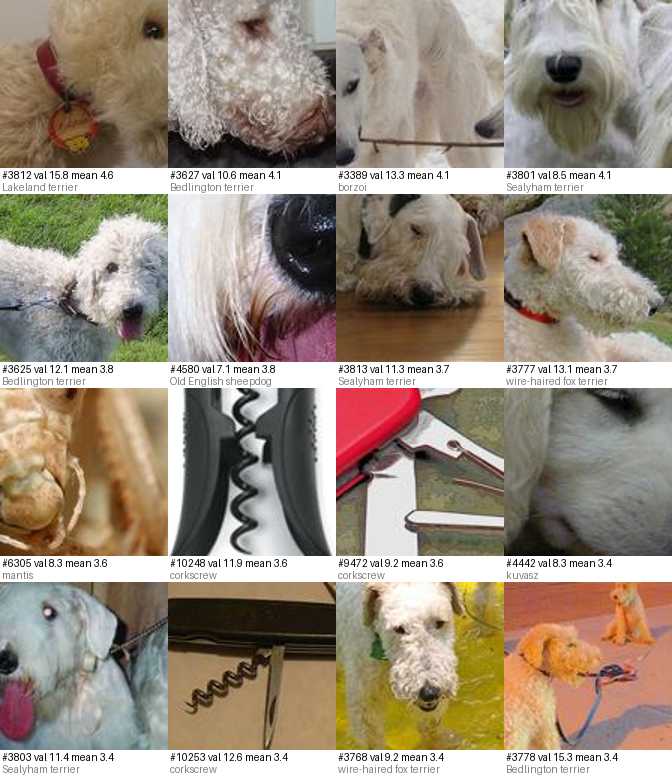 #3812 val 15.8 mean 4.6
Lakeland terrier
#3627 val 10.6 mean 4.1
Bedlington terrier
#3389 val 13.3 mean 4.1
borzoi
#3801 val 8.5 mean 4.1
Sealyham terrier
#3625 val 12.1 mean 3.8
Bedlington terrier
#4580 val 7.1 mean 3.8
Old English sheepdog
#3813 val 11.3 mean 3.7
Sealyham terrier
#3777 val 13.1 mean 3.7
wire-haired fox terrier
#6305 val 8.3 mean 3.6
mantis
#10248 val 11.9 mean 3.6
corkscrew
#9472 val 9.2 mean 3.6
corkscrew
#4442 val 8.3 mean 3.4
kuvasz
#3803 val 11.4 mean 3.4
Sealyham terrier
#10253 val 12.6 mean 3.4
corkscrew
#3768 val 9.2 mean 3.4
wire-haired fox terrier
#3778 val 15.3 mean 3.4
Bedlington terrier